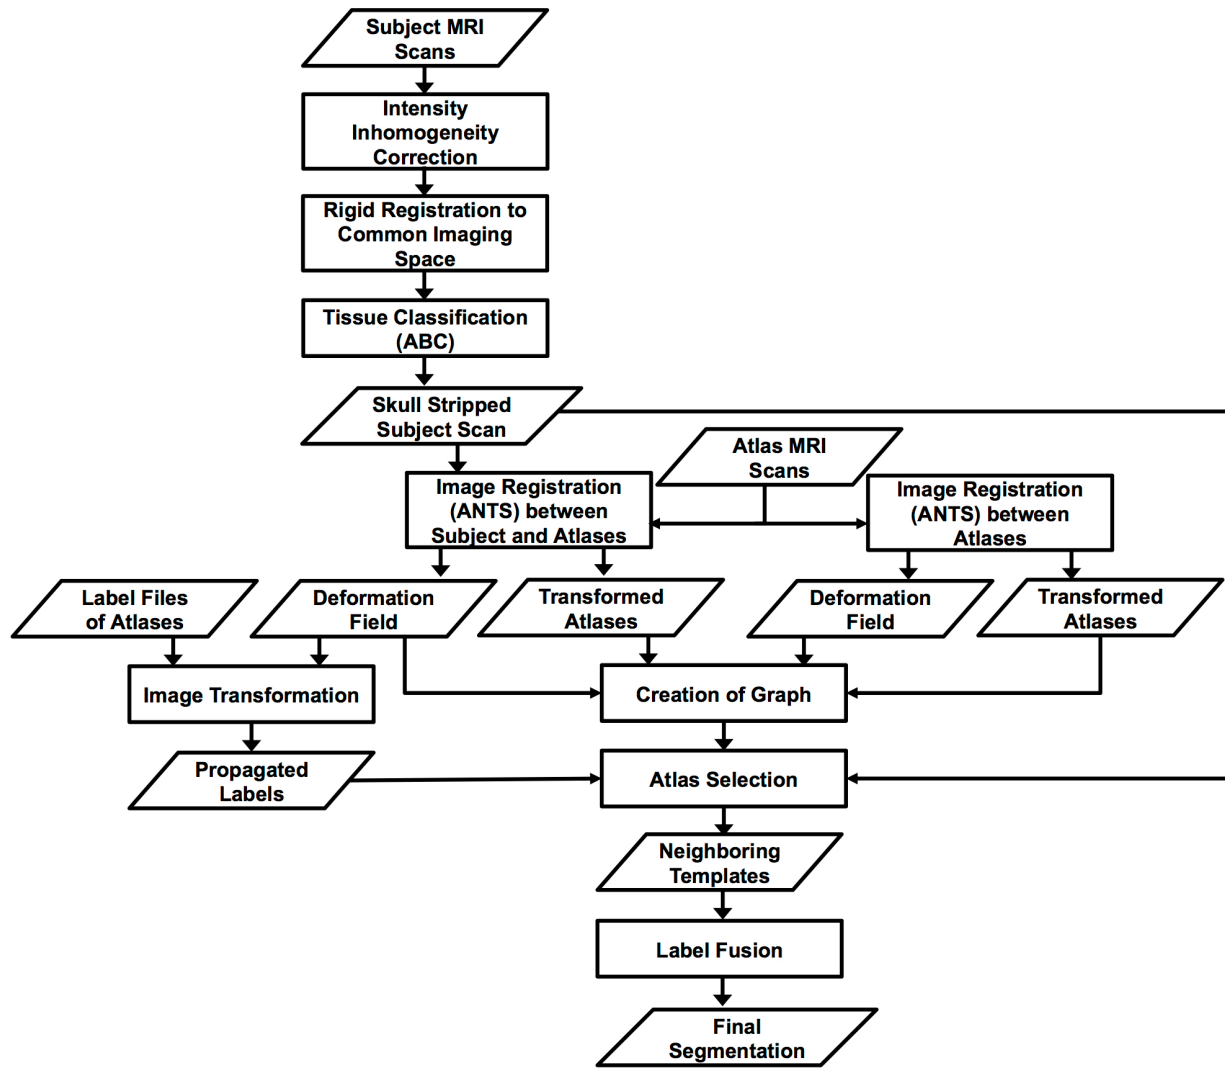 Subject MRI
Scans
Intensity
Inhomogeneity
Correction
Rigid Registration to
Common Imaging
Space
Tissue Classification
(ABC)
Skull Stripped
Subject Scan
Atlas MRI
Scans
Image Registration
(ANTS) between
Subject and Atlases
Image Registration
(ANTS) between
Atlases
Label Files
of Atlases
Deformation
Field
Transformed
Atlases
Deformation
Field
Transformed
Atlases
Image Transformation
Creation of Graph
Propagated
Labels
Atlas Selection
Neighboring
Templates
Label Fusion
Final
Segmentation